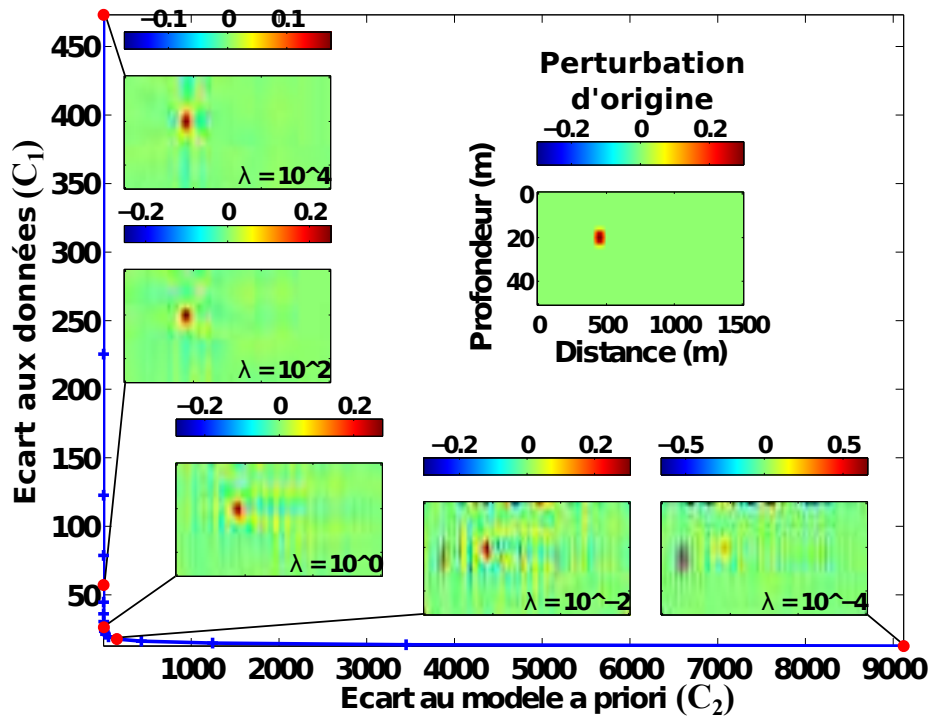 −0.1 0 0.1
λ = 10^4
−0.2 0 0.2
λ = 10^2
−0.2 0 0.2
λ = 10^0
−0.2 0 0.2
λ = 10^−2
−0.5 0 0.5
λ = 10^−4
Perturbation
d'origine
−0.2 0 0.2
Profondeur (m)
0
20
40
0 500 1000 1500
Distance (m)
Ecart aux données (C1)
450
400
350
300
250
200
150
100
50
1000 2000 3000 4000 5000 6000 7000 8000 9000
Ecart au modele a priori (C2)